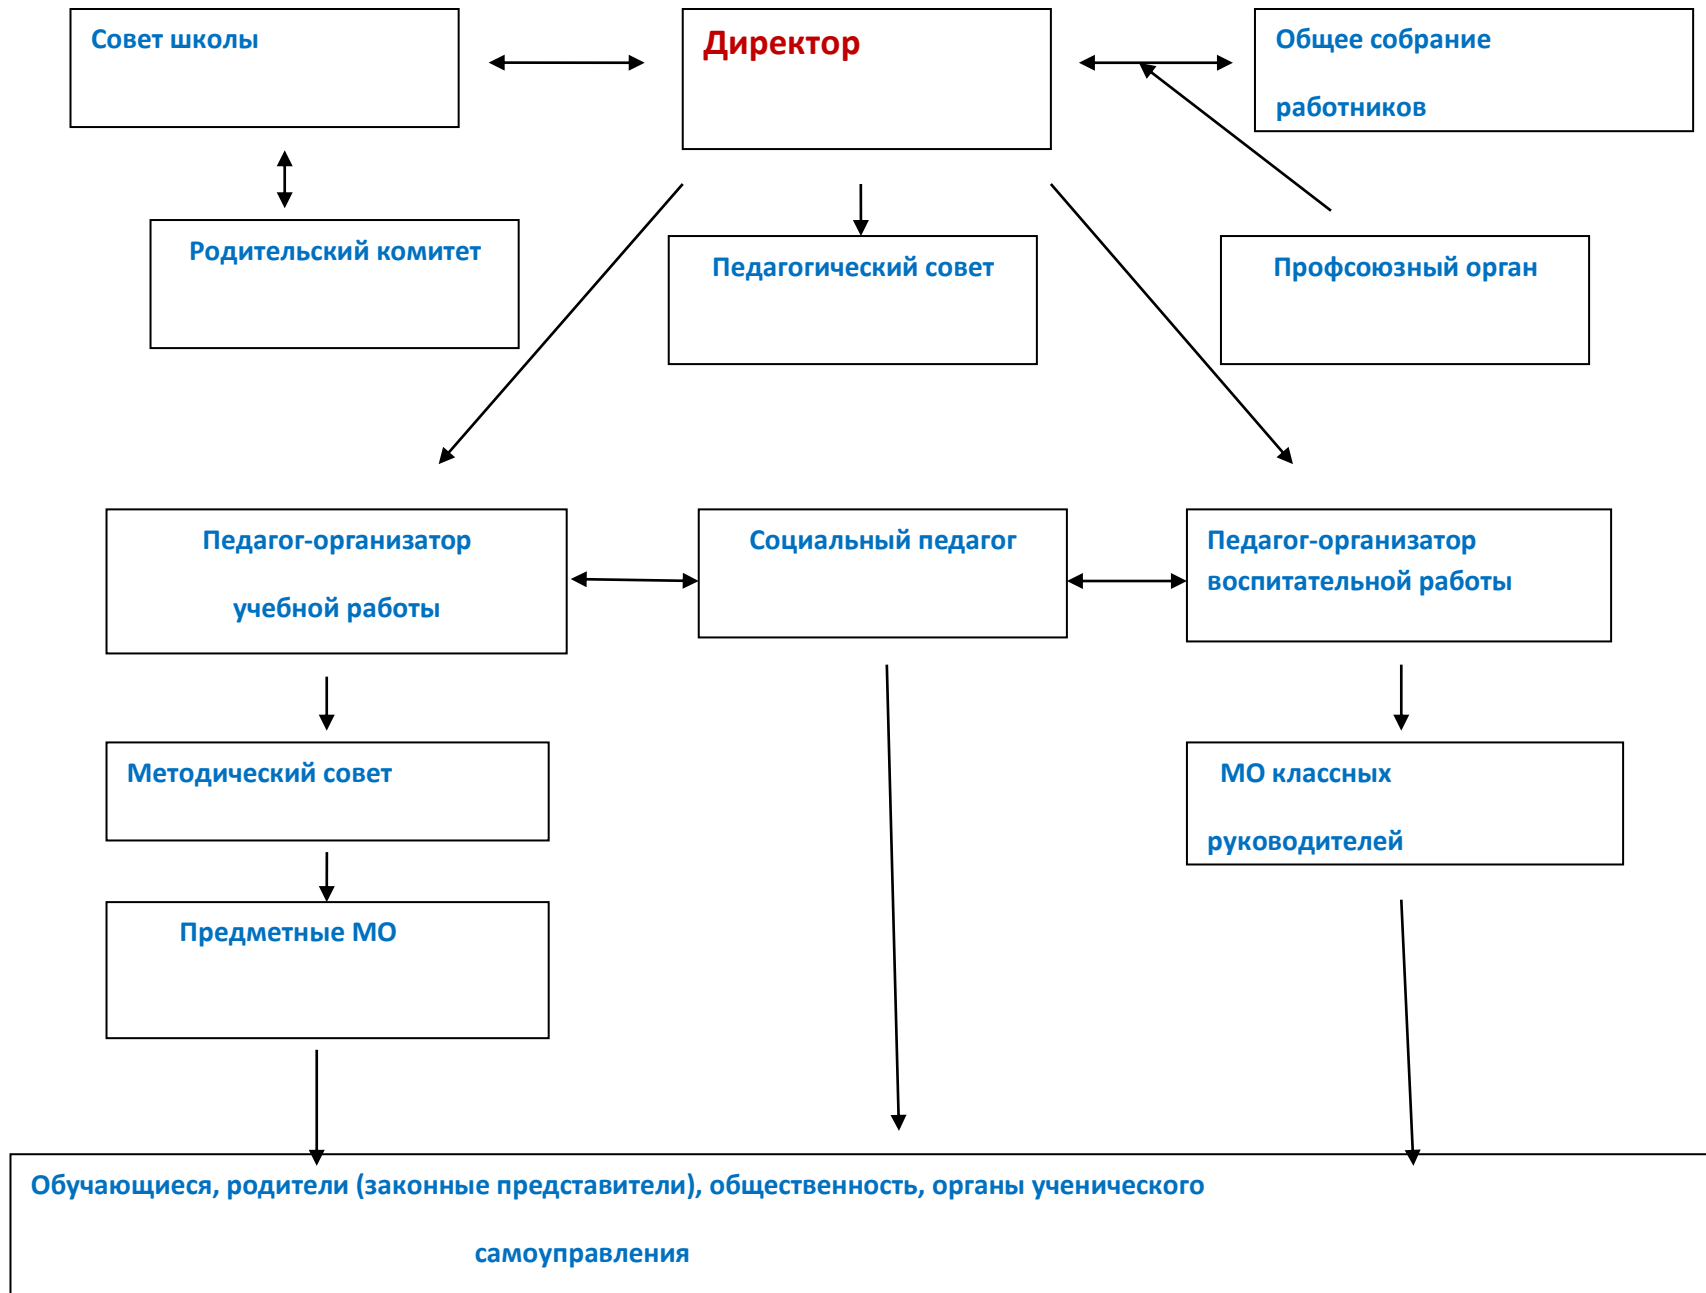 Совет школы
Директор
Общее собрание
работников
Родительский комитет
Педагогический совет
Профсоюзный орган
Педагог-организатор
учебной работы
Социальный педагог
Педагог-организатор
воспитательной работы
Методический совет
МО классных
руководителей
Предметные МО
Обучающиеся, родители (законные представители), общественность, органы ученического
самоуправления